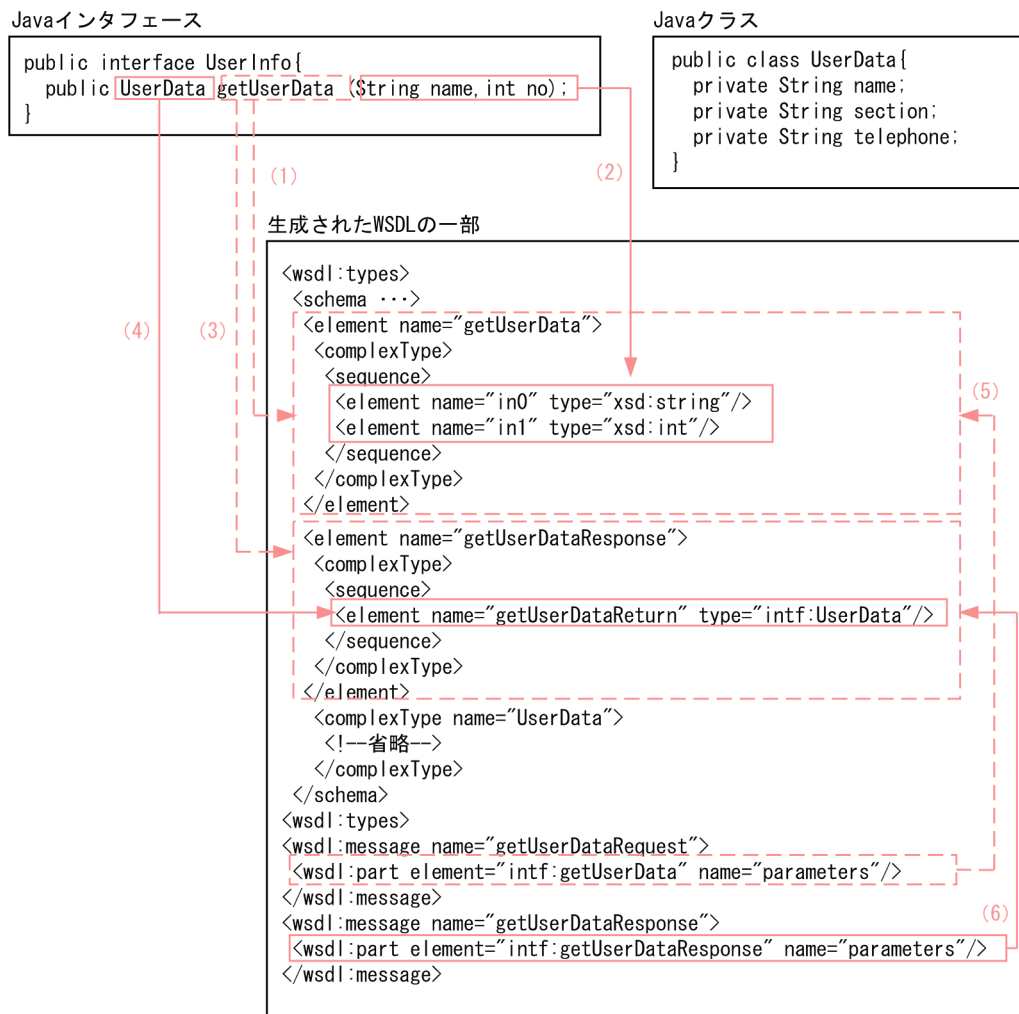 Javaインタフェース
public interface UserInfo{
public UserData getUserData (String name,int no);
}
Javaクラス
public class UserData{
private String name;
private String section;
private String telephone;
}
(1)
(2)
生成されたWSDLの一部
<wsdl:types>
<schema ･･･>
<element name="getUserData">
(4)
(3)
<complexType>
<sequence>
<element name="in0" type="xsd:string"/>
(5)
<element name="in1" type="xsd:int"/>
</sequence>
</complexType>
</element>
<element name="getUserDataResponse">
<complexType>
<sequence>
<element name="getUserDataReturn" type="intf:UserData"/>
</sequence>
</complexType>
</element>
<complexType name="UserData">
<!--省略-->
</complexType>
</schema>
<wsdl:types>
<wsdl:message name="getUserDataRequest">
<wsdl:part element="intf:getUserData" name="parameters"/>
</wsdl:message>
(6)
<wsdl:message name="getUserDataResponse">
<wsdl:part element="intf:getUserDataResponse" name="parameters"/>
</wsdl:message>